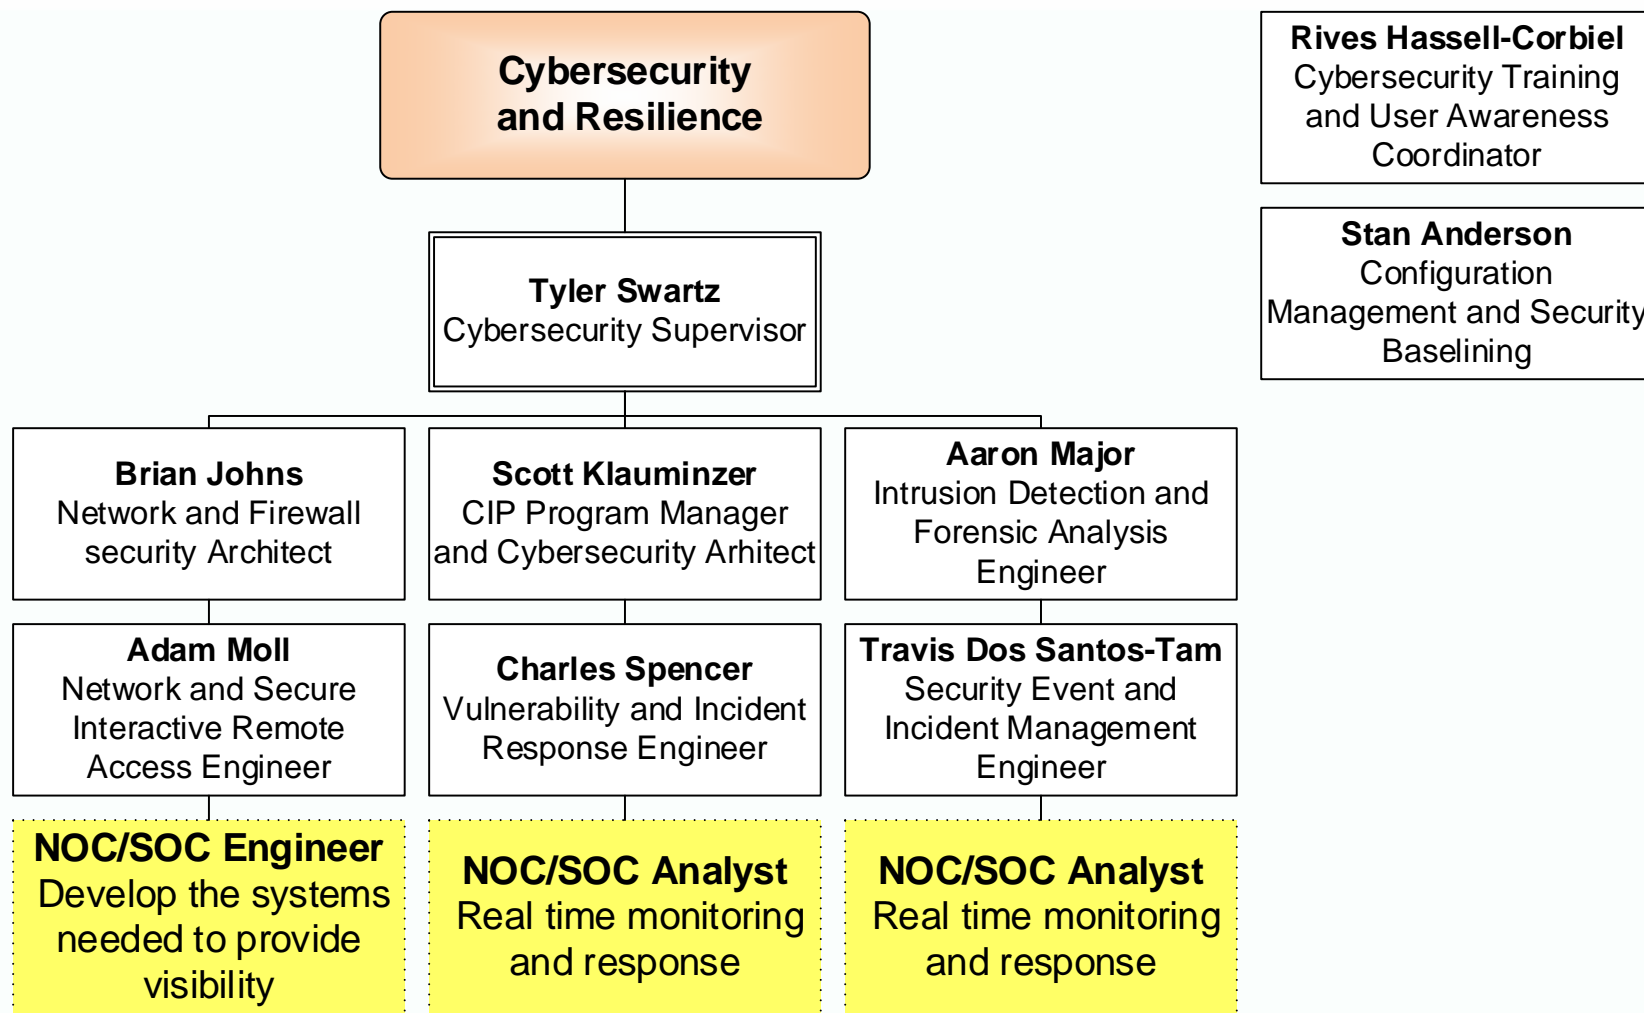 Cybersecurity
and Resilience
Rives Hassell-Corbiel
Cybersecurity Training
and User Awareness
Coordinator
Stan Anderson
Configuration
Management and Security
Baselining
Tyler Swartz
Cybersecurity Supervisor
Brian Johns
Network and Firewall
security Architect
Scott Klauminzer
CIP Program Manager
and Cybersecurity Arhitect
Aaron Major
Intrusion Detection and
Forensic Analysis
Engineer
Adam Moll
Network and Secure
Interactive Remote
Access Engineer
Charles Spencer
Vulnerability and Incident
Response Engineer
Travis Dos Santos-Tam
Security Event and
Incident Management
Engineer
NOC/SOC Engineer
Develop the systems
needed to provide
visibility
NOC/SOC Analyst
Real time monitoring
and response
NOC/SOC Analyst
Real time monitoring
and response